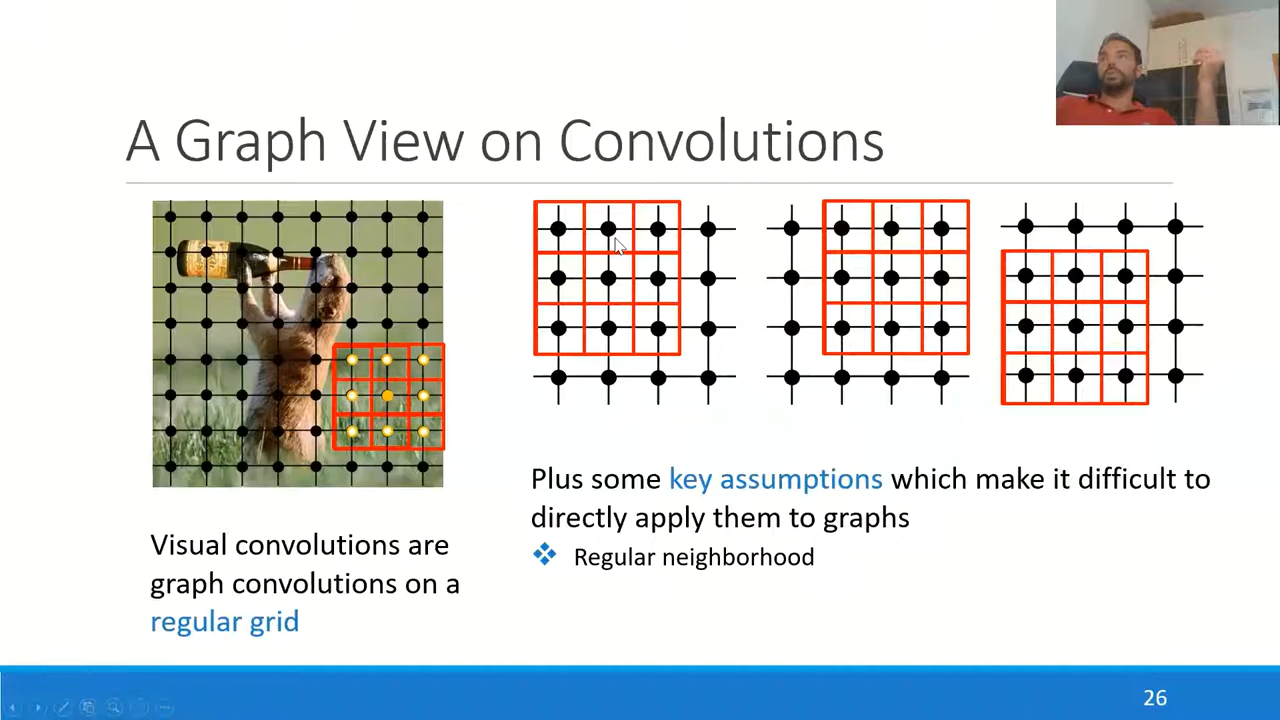 A Graph View on Convolutions
Visual convolutions are
graph convolutions on a
regular grid
Plus some key assumptions which make it difficult to
directly apply them to graphs
Regular neighborhood
26